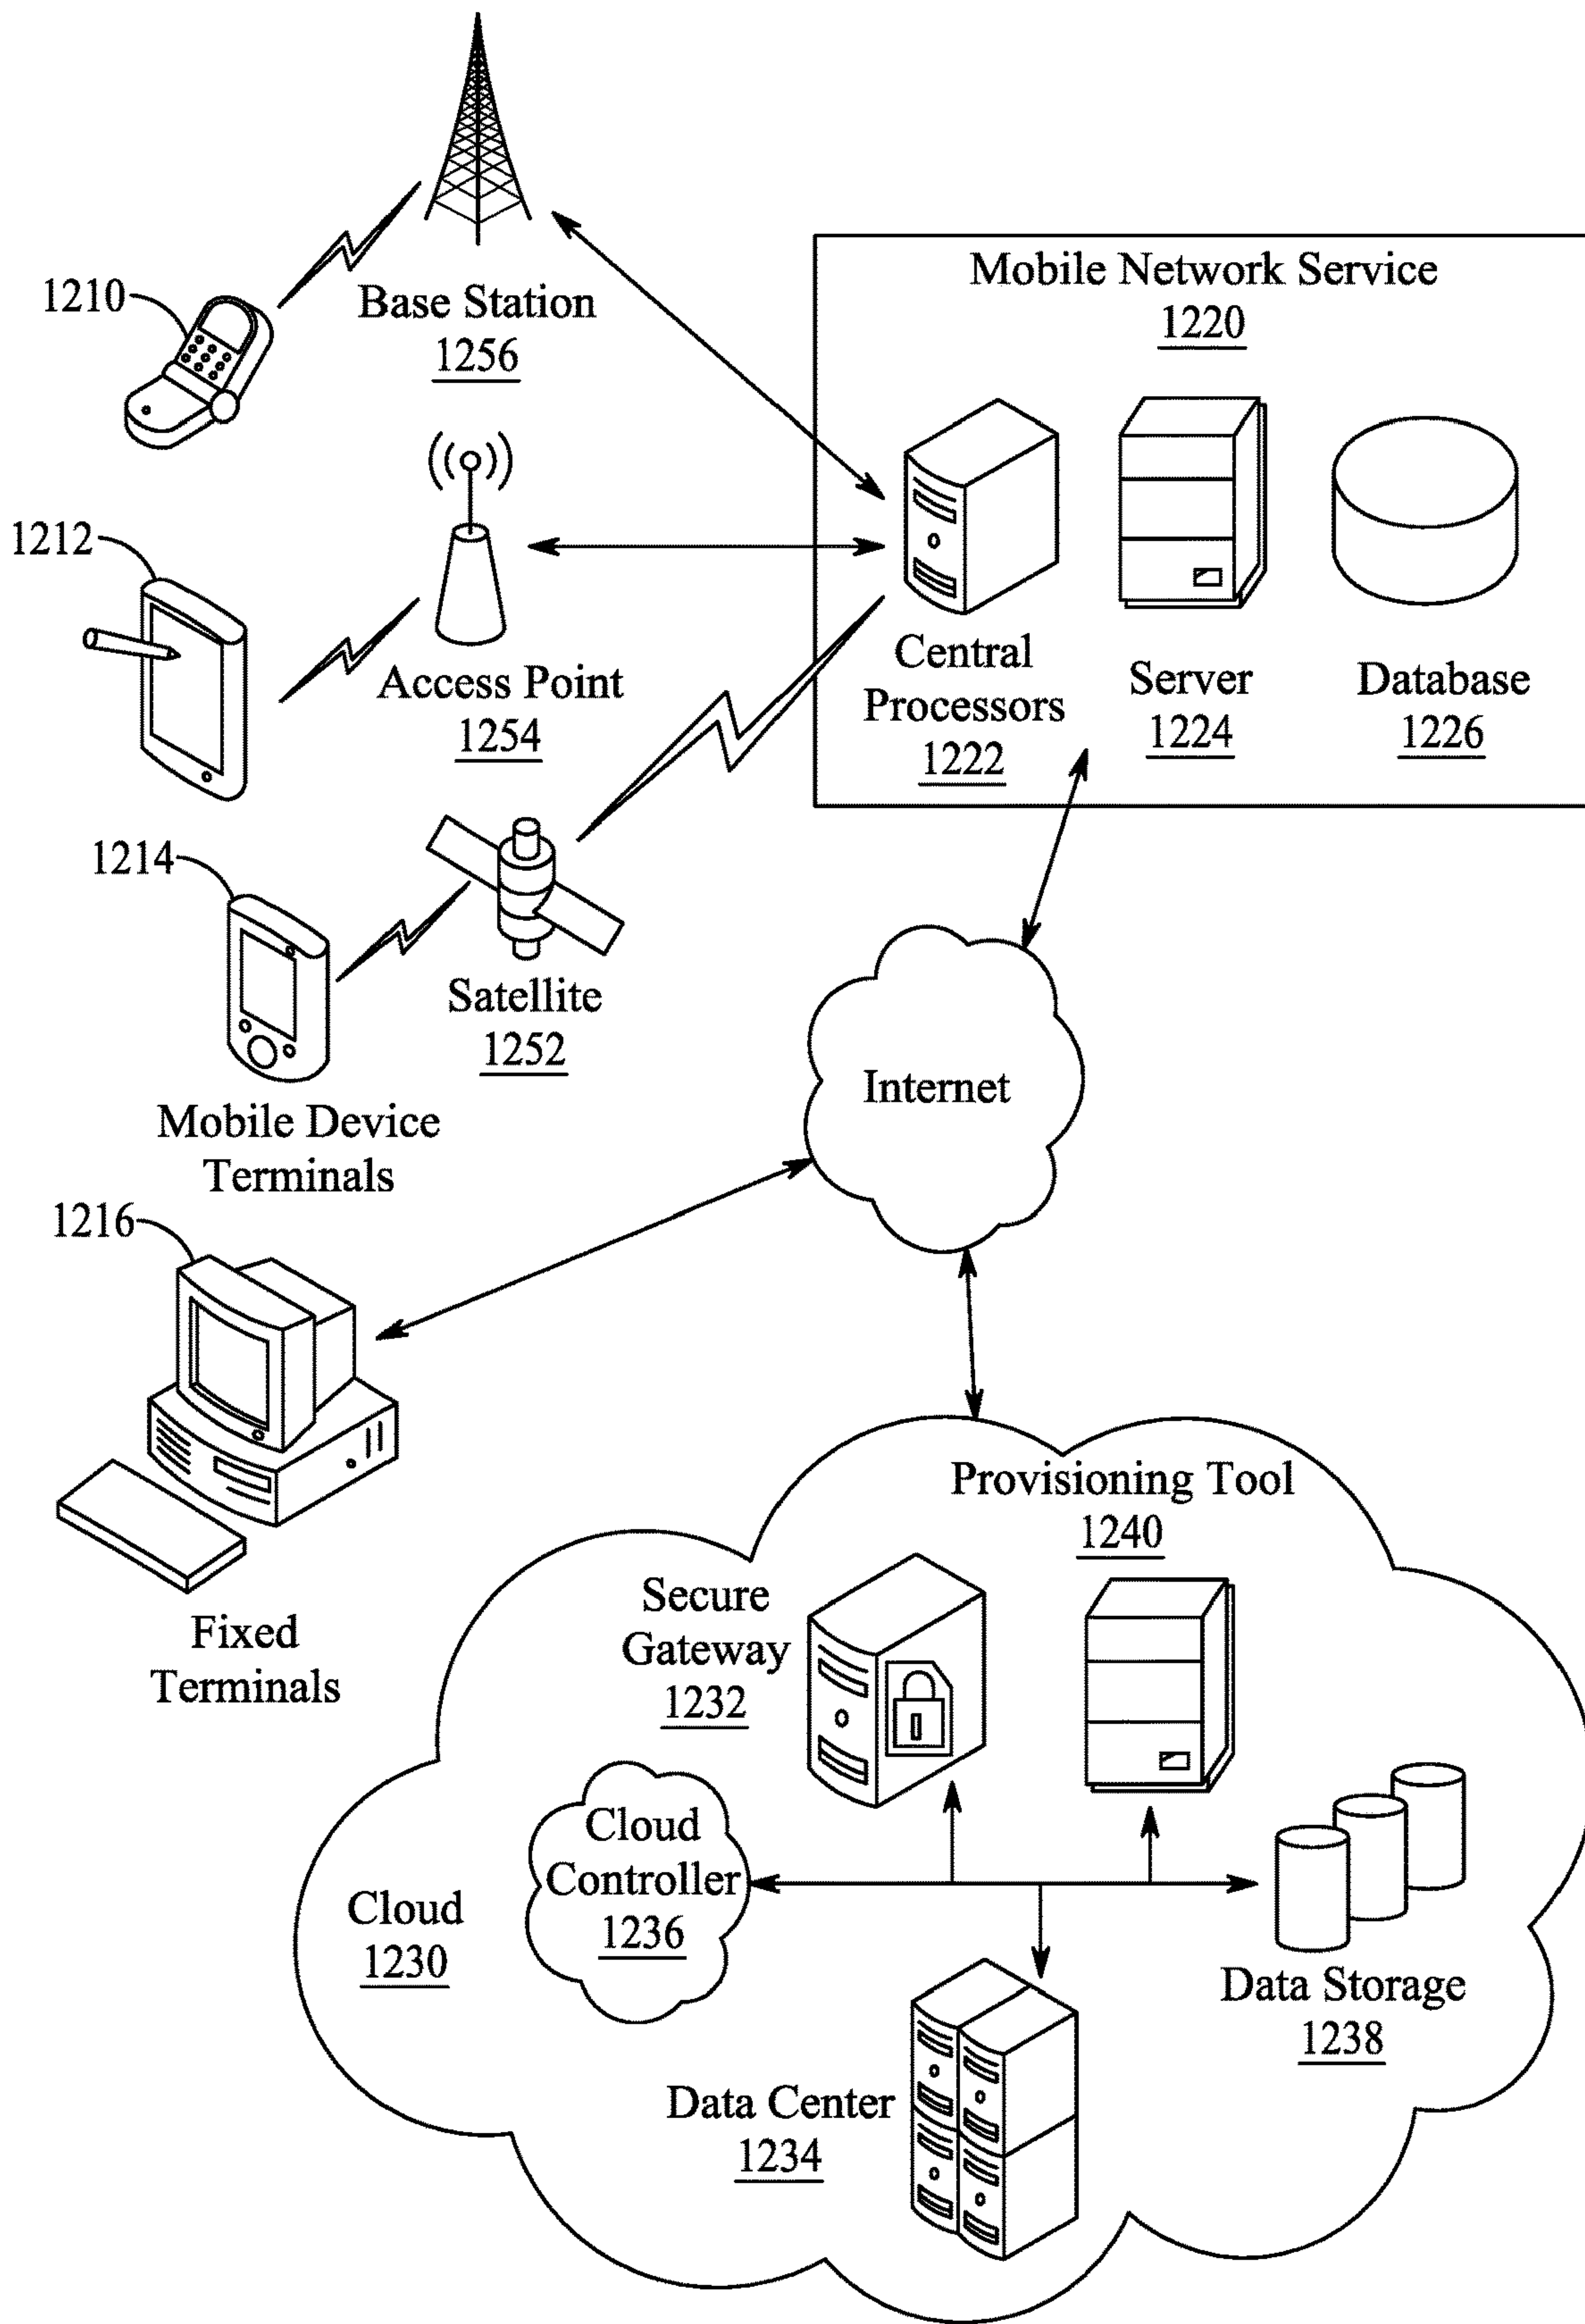 1210
Base Station
1256
Mobile Network Service
1220
1212
Access Point
1254
Central
Processors
1222
Server
1224
Database
1226
1214
Satellite
1252
Mobile Device
Terminals
Internet
1216
Fixed
Terminals
Provisioning Tool
1240
Secure
Gateway
1232
Cloud
Controller
1236
Cloud
1230
Data Storage
1238
Data Center
1234